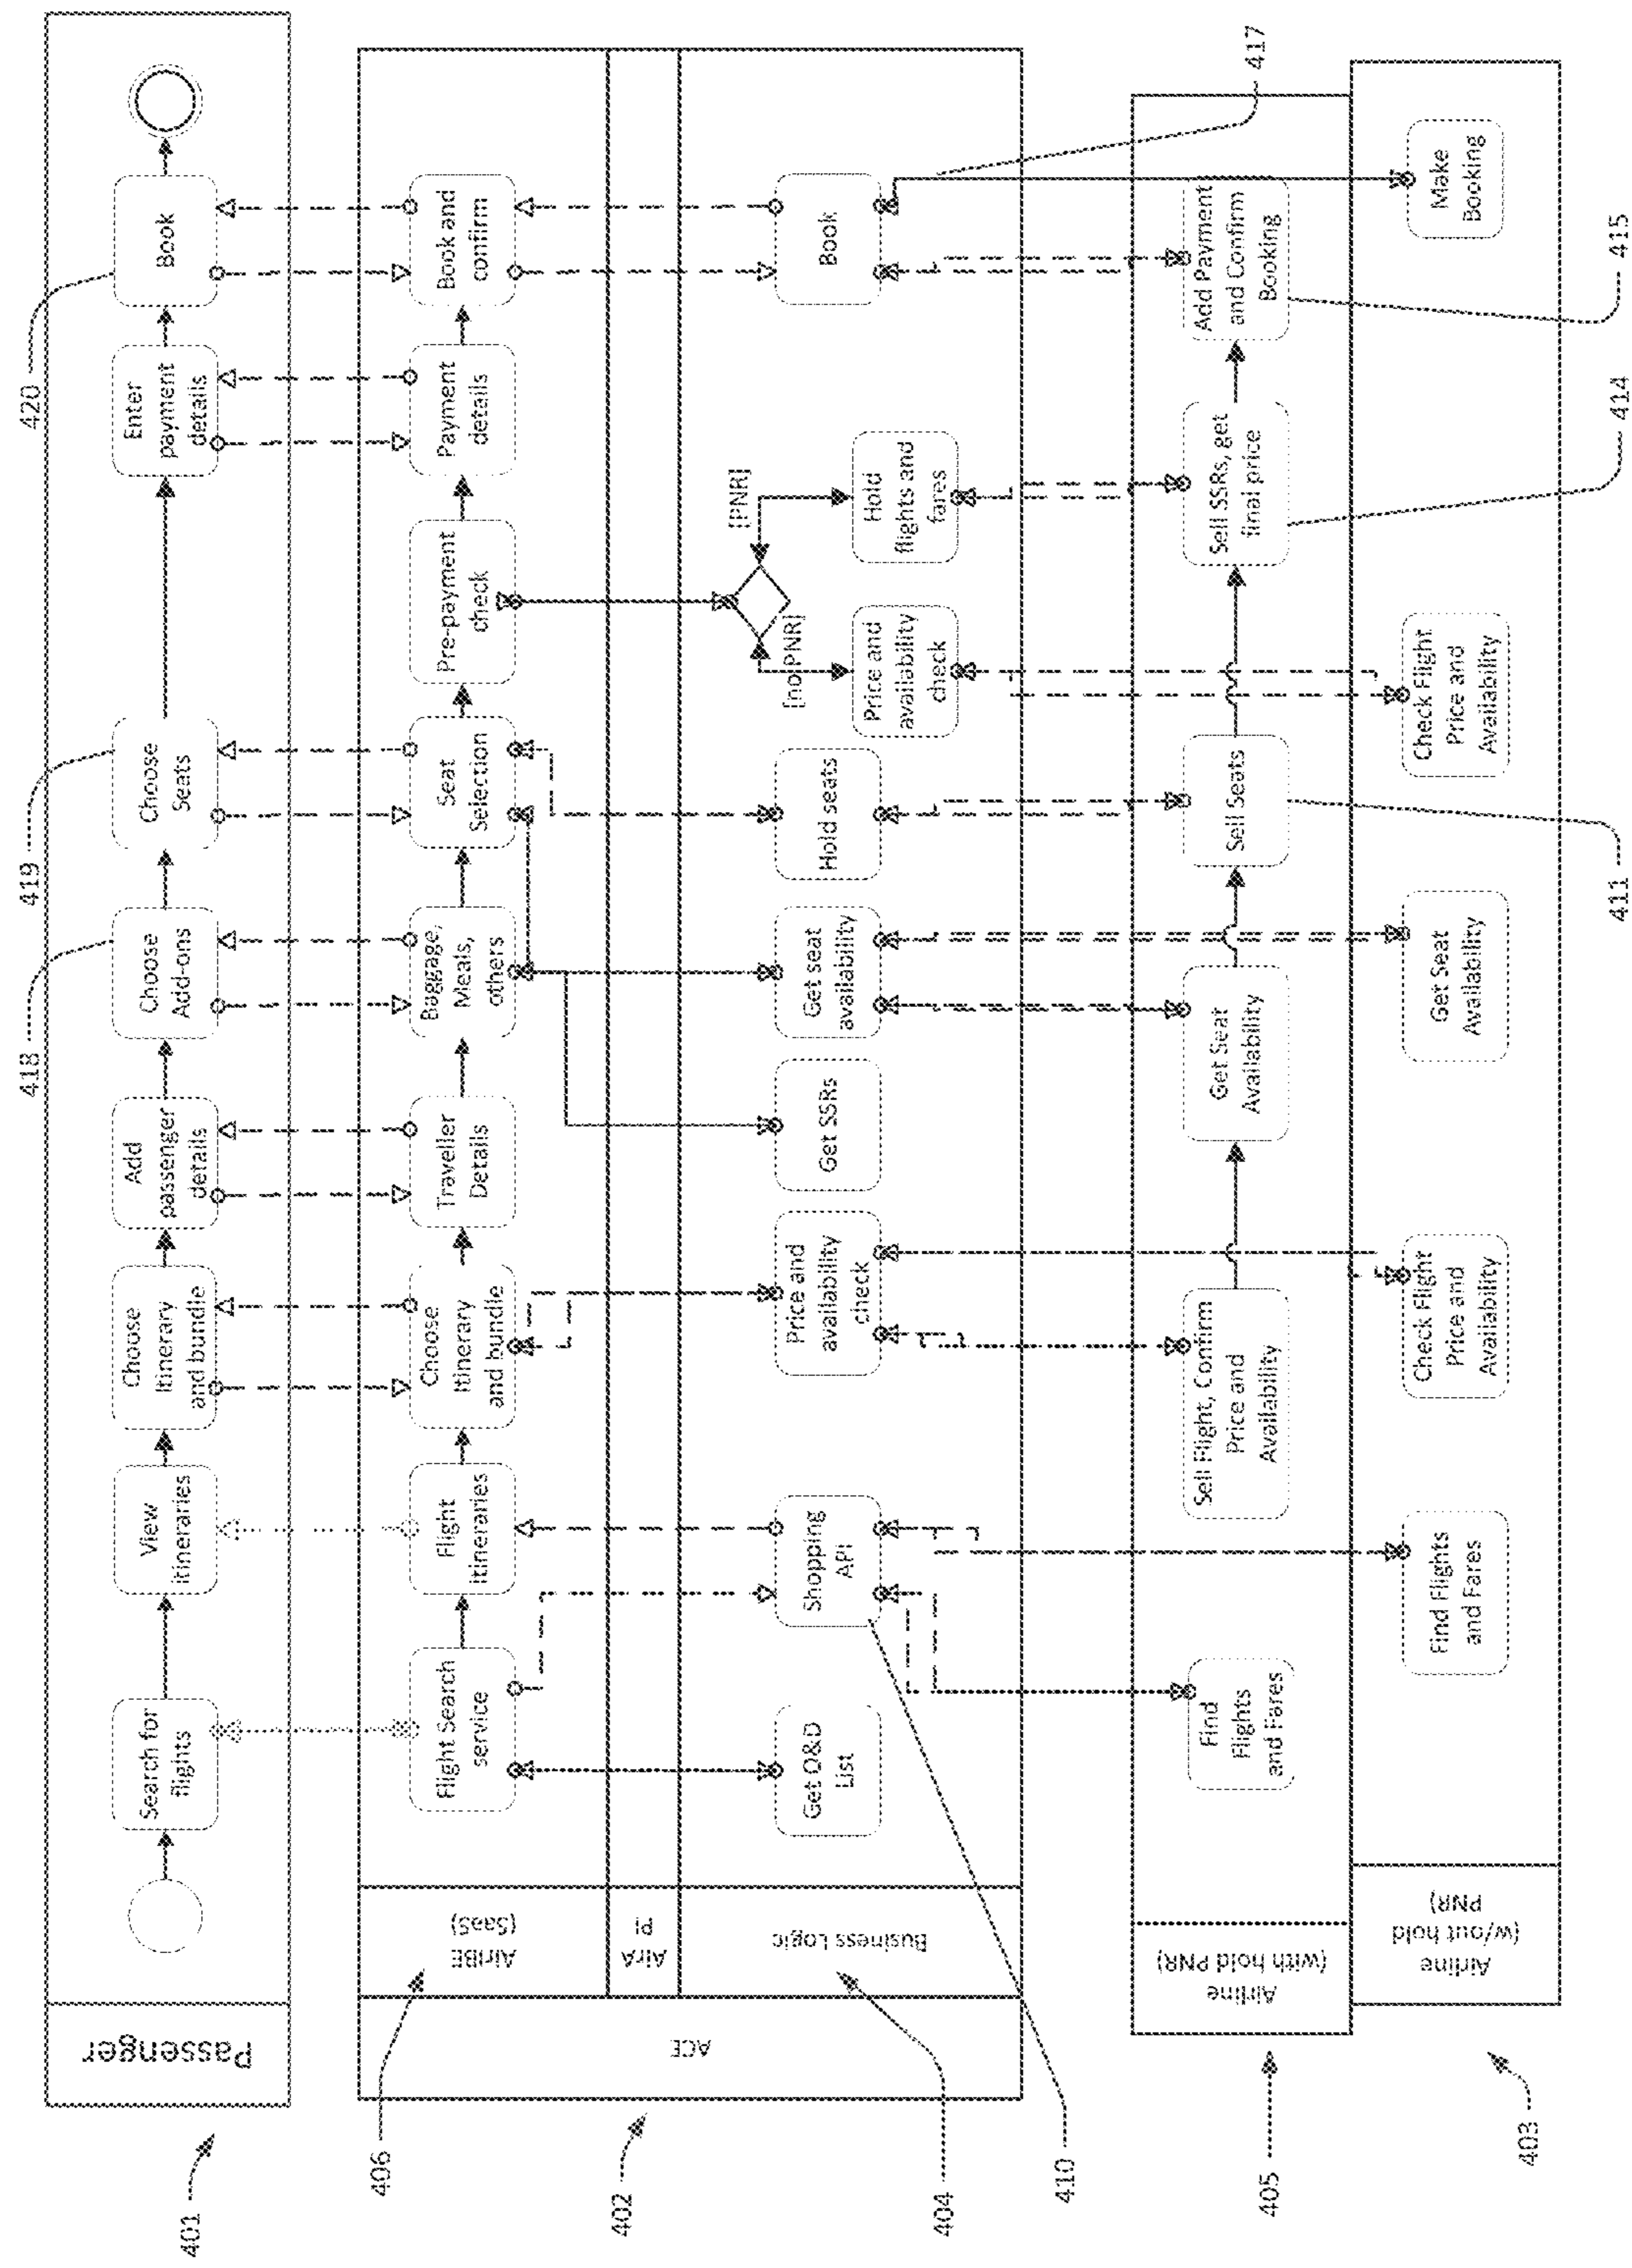 420
419
418
Passenger
Search for
flights
View
itineraries
Choose
Itinerary
and bundle
Add
passenger
details
Choose
Add-ons
Choose
Seats
Enter
payment
details
Book
401
406
402
404
410
ACE
AirIBE
(SaaS)
Flight Search
service
Flight
itineraries
Choose
Itinerary
and bundle
Traveller
Details
Baggage,
Meals,
others
Seat
Selection
Pre-payment
check
Payment
details
Book and
confirm
AirA
PI
Business Logic
Get O&D
List
Shopping
API
Price and
availability
check
Get SSRs
Get seat
availability
Hold seats
[noPNR]
[PNR]
Price and
availability
check
Hold
flights and
fares
Book
417
405
Airline
(with hold PNR)
Find
Flights
and Fares
Sell Flight, Confirm
Price and
Availability
Get Seat
Availability
Sell Seats
Sell SSRs, get
final price
Add Payment
and Confirm
Booking
403
Airline
(w/out hold
PNR)
Find Flights
and Fares
Check Flight
Price and
Availability
Get Seat
Availability
Check Flight
Price and
Availability
Make
Booking
411
414
415